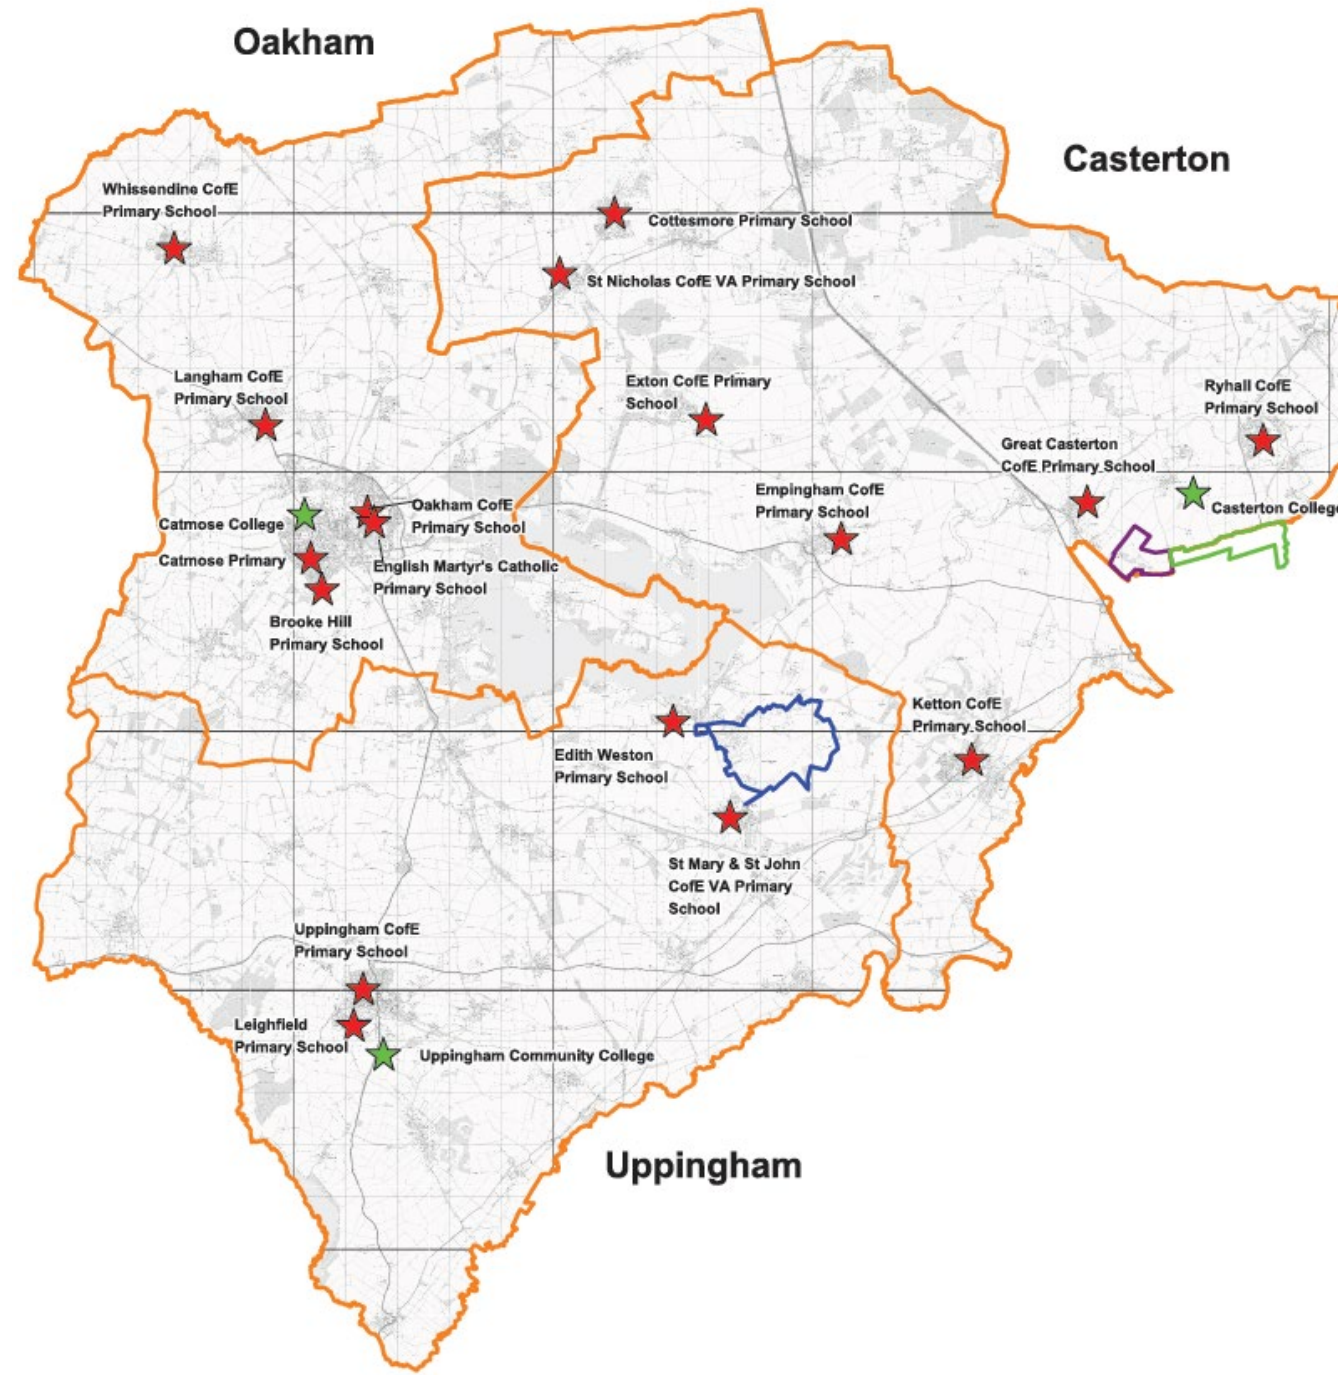 Oakham
Casterton
Whissendine CofE
Primary School
Cottesmore Primary School
St Nicholas CofE VA Primary School
Langham CofE
Primary School
Exton CofE Primary
School
Ryhall CofE
Primary School
Great Casterton
CofE Primary School
Empingham CofE
Primary School
Oakham CofE
Primary School
Casterton College
Catmose College
Catmose Primary
English Martyr's Catholic
Primary School
Brooke Hill
Primary School
Ketton CofE
Primary School
Edith Weston
Primary School
St Mary & St John
CofE VA Primary
School
Uppingham CofE
Primary School
Leighfield
Primary School
Uppingham Community College
Uppingham